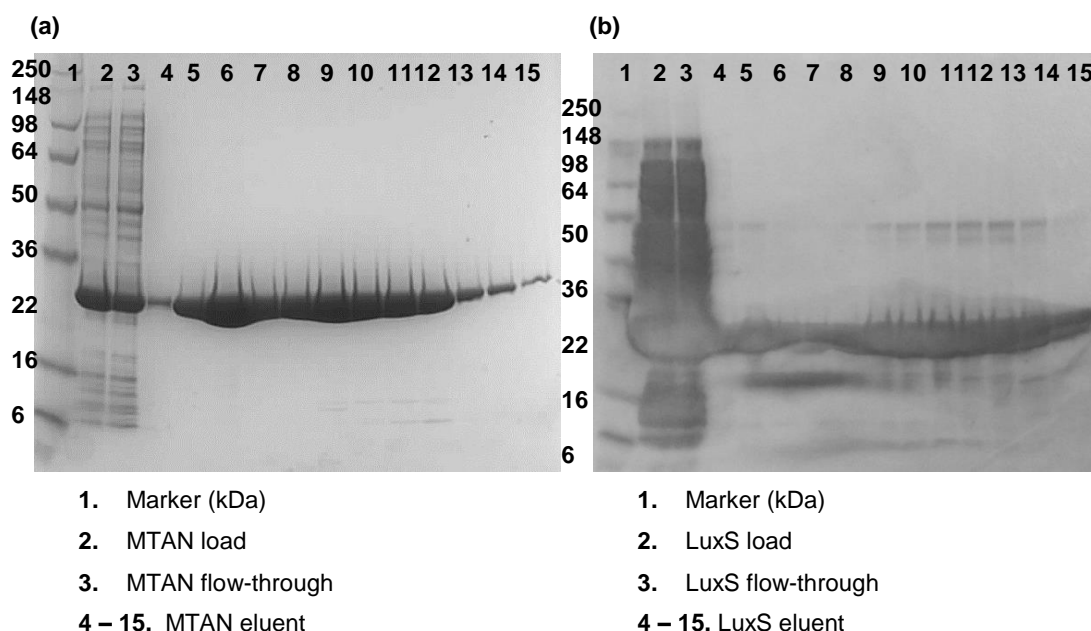 (a)
1 2 3 4 5 6 7 8 9 10 11 12 13 14 15
250
148
98
64
50
36
22
16
6
1. Marker (kDa)
2. MTAN load
3. MTAN flow-through
4 – 15. MTAN eluent
(b)
1 2 3 4 5 6 7 8 9 10 11 12 13 14 15
250
148
98
64
50
36
22
16
6
1. Marker (kDa)
2. LuxS load
3. LuxS flow-through
4 – 15. LuxS eluent